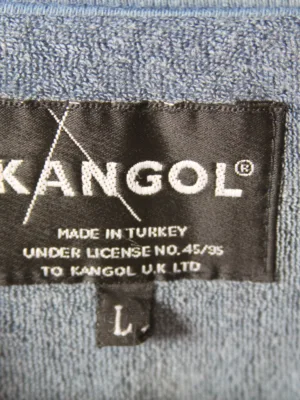 KANGOL®
MADE IN TURKEY
UNDER LICENSE NO. 45/95
TO KANGOL U.K LTD
L